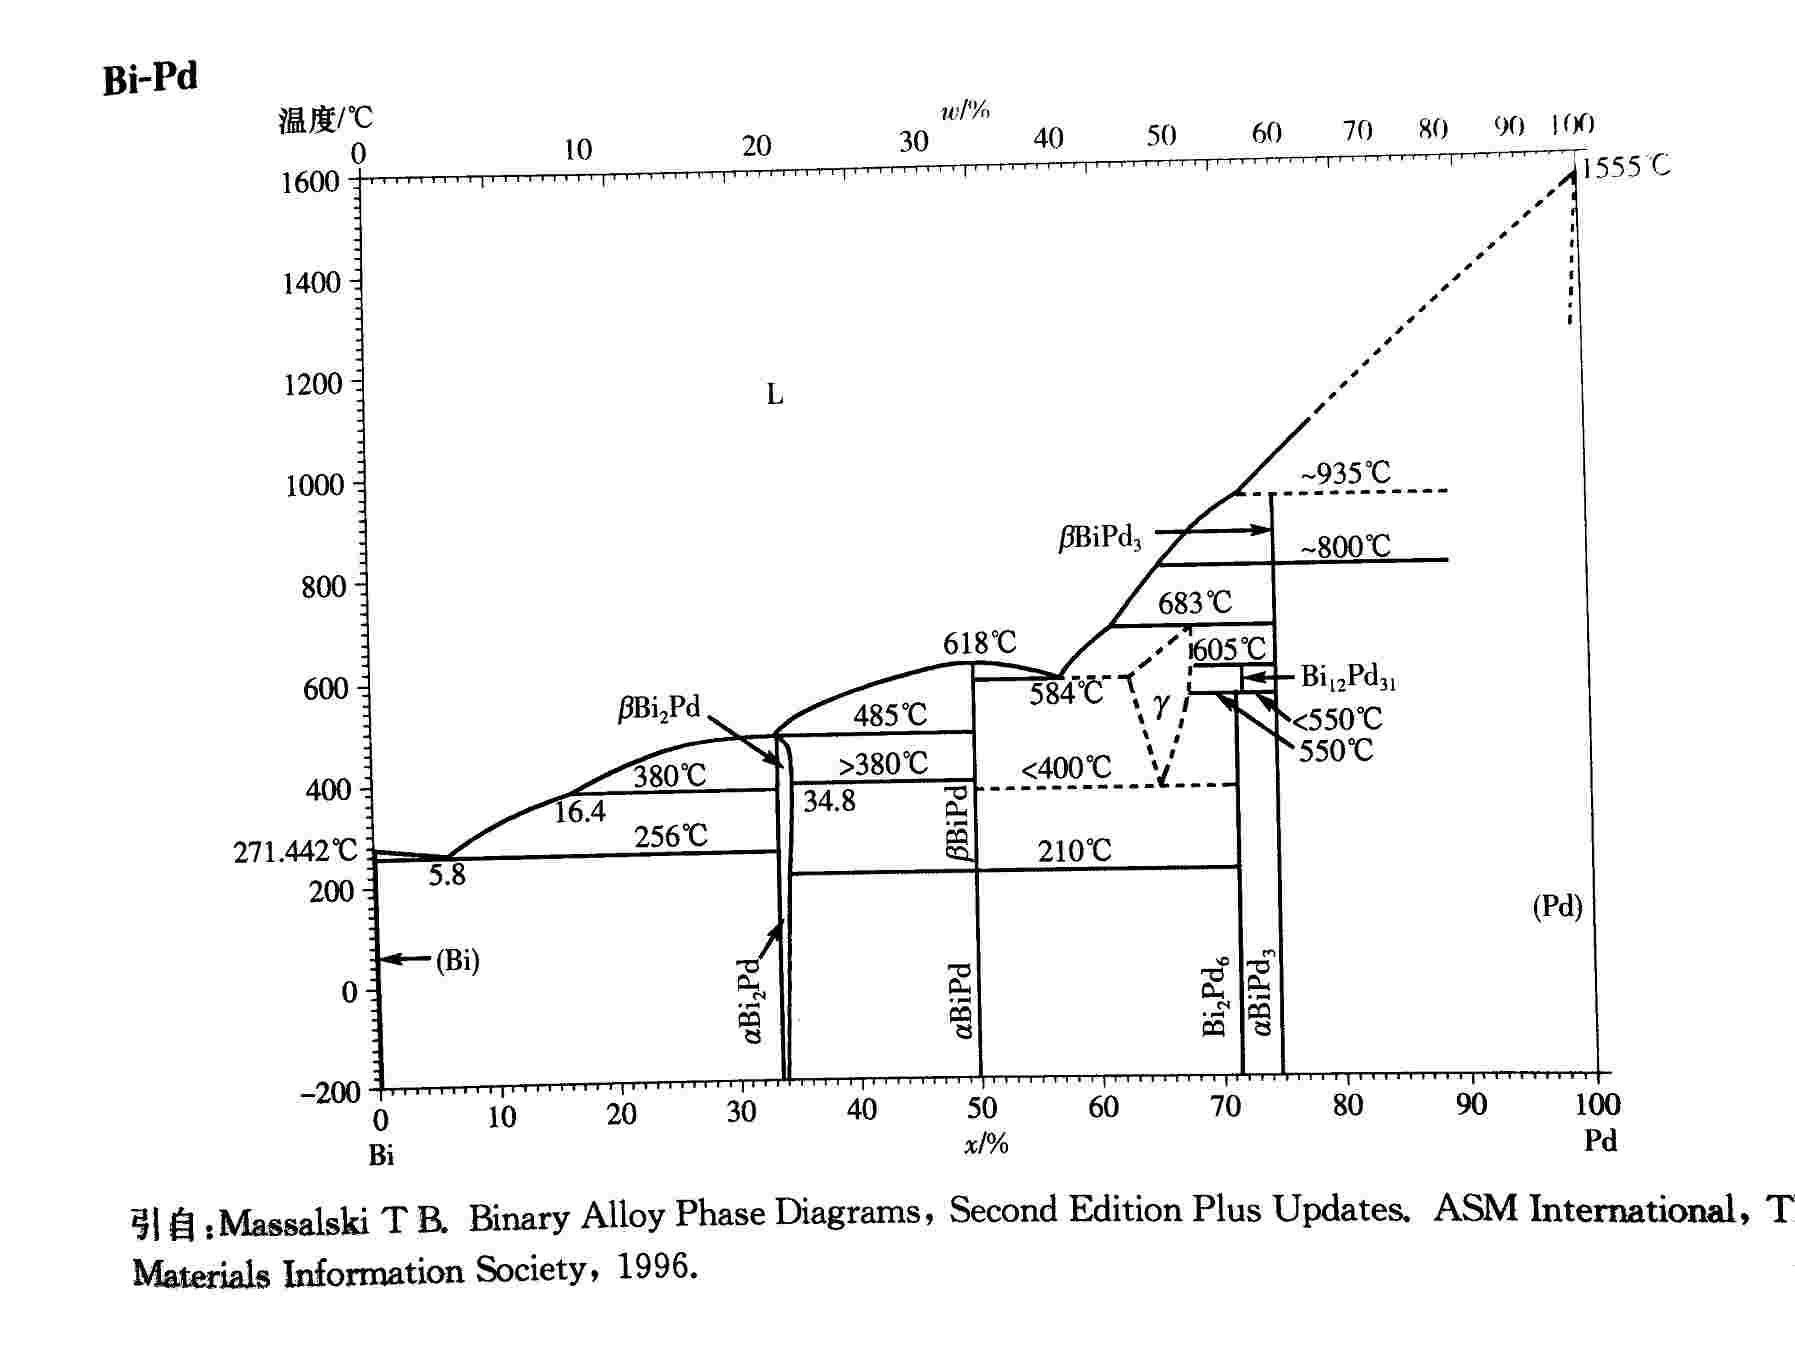 Bi-Pd
温度/℃
w/%
0 10 20 30 40 50 60 70 80 90 100
1600
1555℃
1400
1200
L
1000
~935℃
βBiPd₃
~800℃
800
683℃
618℃
605℃
Bi₁₂Pd₃₁
600
584℃
γ
<550℃
550℃
βBi₂Pd
485℃
>380℃
<400℃
380℃
400
16.4
34.8
βBiPd
256℃
210℃
271.442℃
5.8
200
(Pd)
(Bi)
0
αBi₂Pd
αBiPd
Bi₂Pd₆
αBiPd₃
−200
0 10 20 30 40 50 60 70 80 90 100
Bi
x/%
Pd
引自:Massalski T B. Binary Alloy Phase Diagrams, Second Edition Plus Updates. ASM International, T
Materials Information Society, 1996.